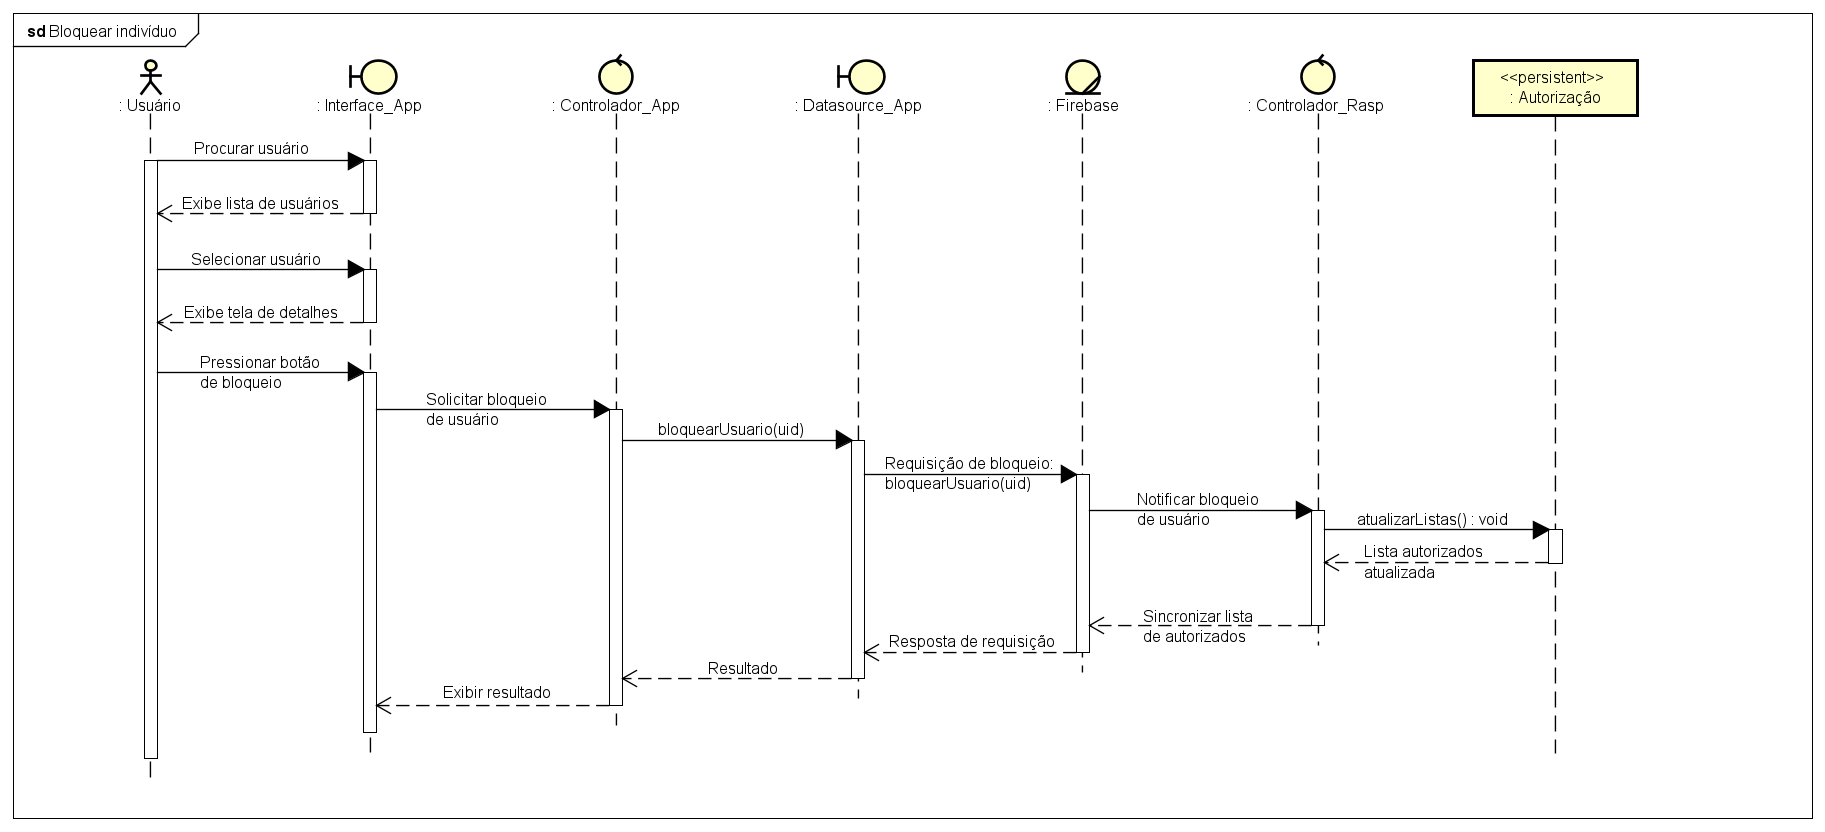 sd Bloquear indivíduo
: Usuário
: Interface_App
: Controlador_App
: Datasource_App
: Firebase
: Controlador_Rasp
<<persistent>>
: Autorização
Procurar usuário
Exibe lista de usuários
Selecionar usuário
Exibe tela de detalhes
Pressionar botão
de bloqueio
Solicitar bloqueio
de usuário
bloquearUsuario(uid)
Requisição de bloqueio:
bloquearUsuario(uid)
Notificar bloqueio
de usuário
atualizarListas() : void
Lista autorizados
atualizada
Sincronizar lista
de autorizados
Resposta de requisição
Resultado
Exibir resultado